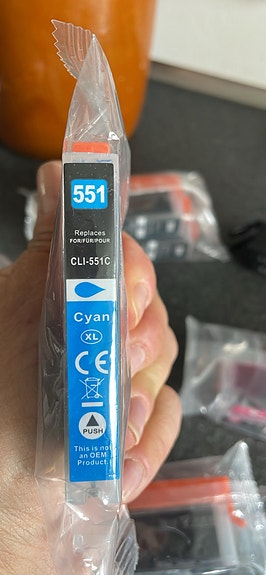 551
Replaces
FOR/FÜR/POUR
CLI-551C
Cyan
XL
CE
PUSH
This is not
an OEM
Product.